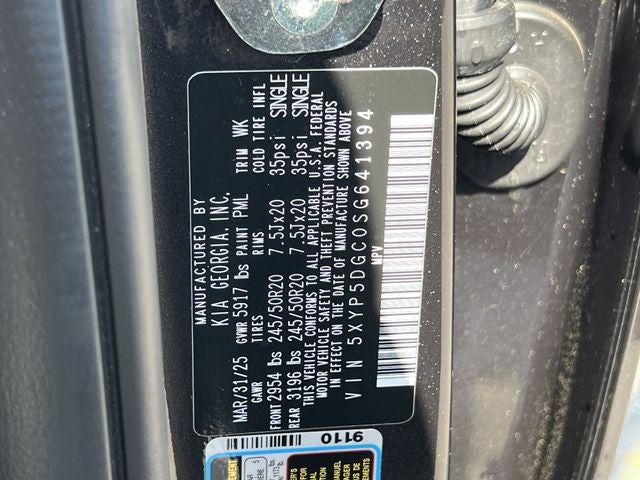 MANUFACTURED BY
KIA GEORGIA, INC.
MAR/31/25 GVWR 5917 lbs PAINT PML TRIM WK
GAWR TIRES RIMS COLD TIRE INFL
FRONT 2954 lbs 245/50R20 7.5Jx20 35psi SINGLE
REAR 3196 lbs 245/50R20 7.5Jx20 35psi SINGLE
THIS VEHICLE CONFORMS TO ALL APPLICABLE U.S.A. FEDERAL
MOTOR VEHICLE SAFETY AND THEFT PREVENTION STANDARDS
IN EFFECT ON THE DATE OF MANUFACTURE SHOWN ABOVE
VIN 5XYP5DGC0SG641394
MPV
9110